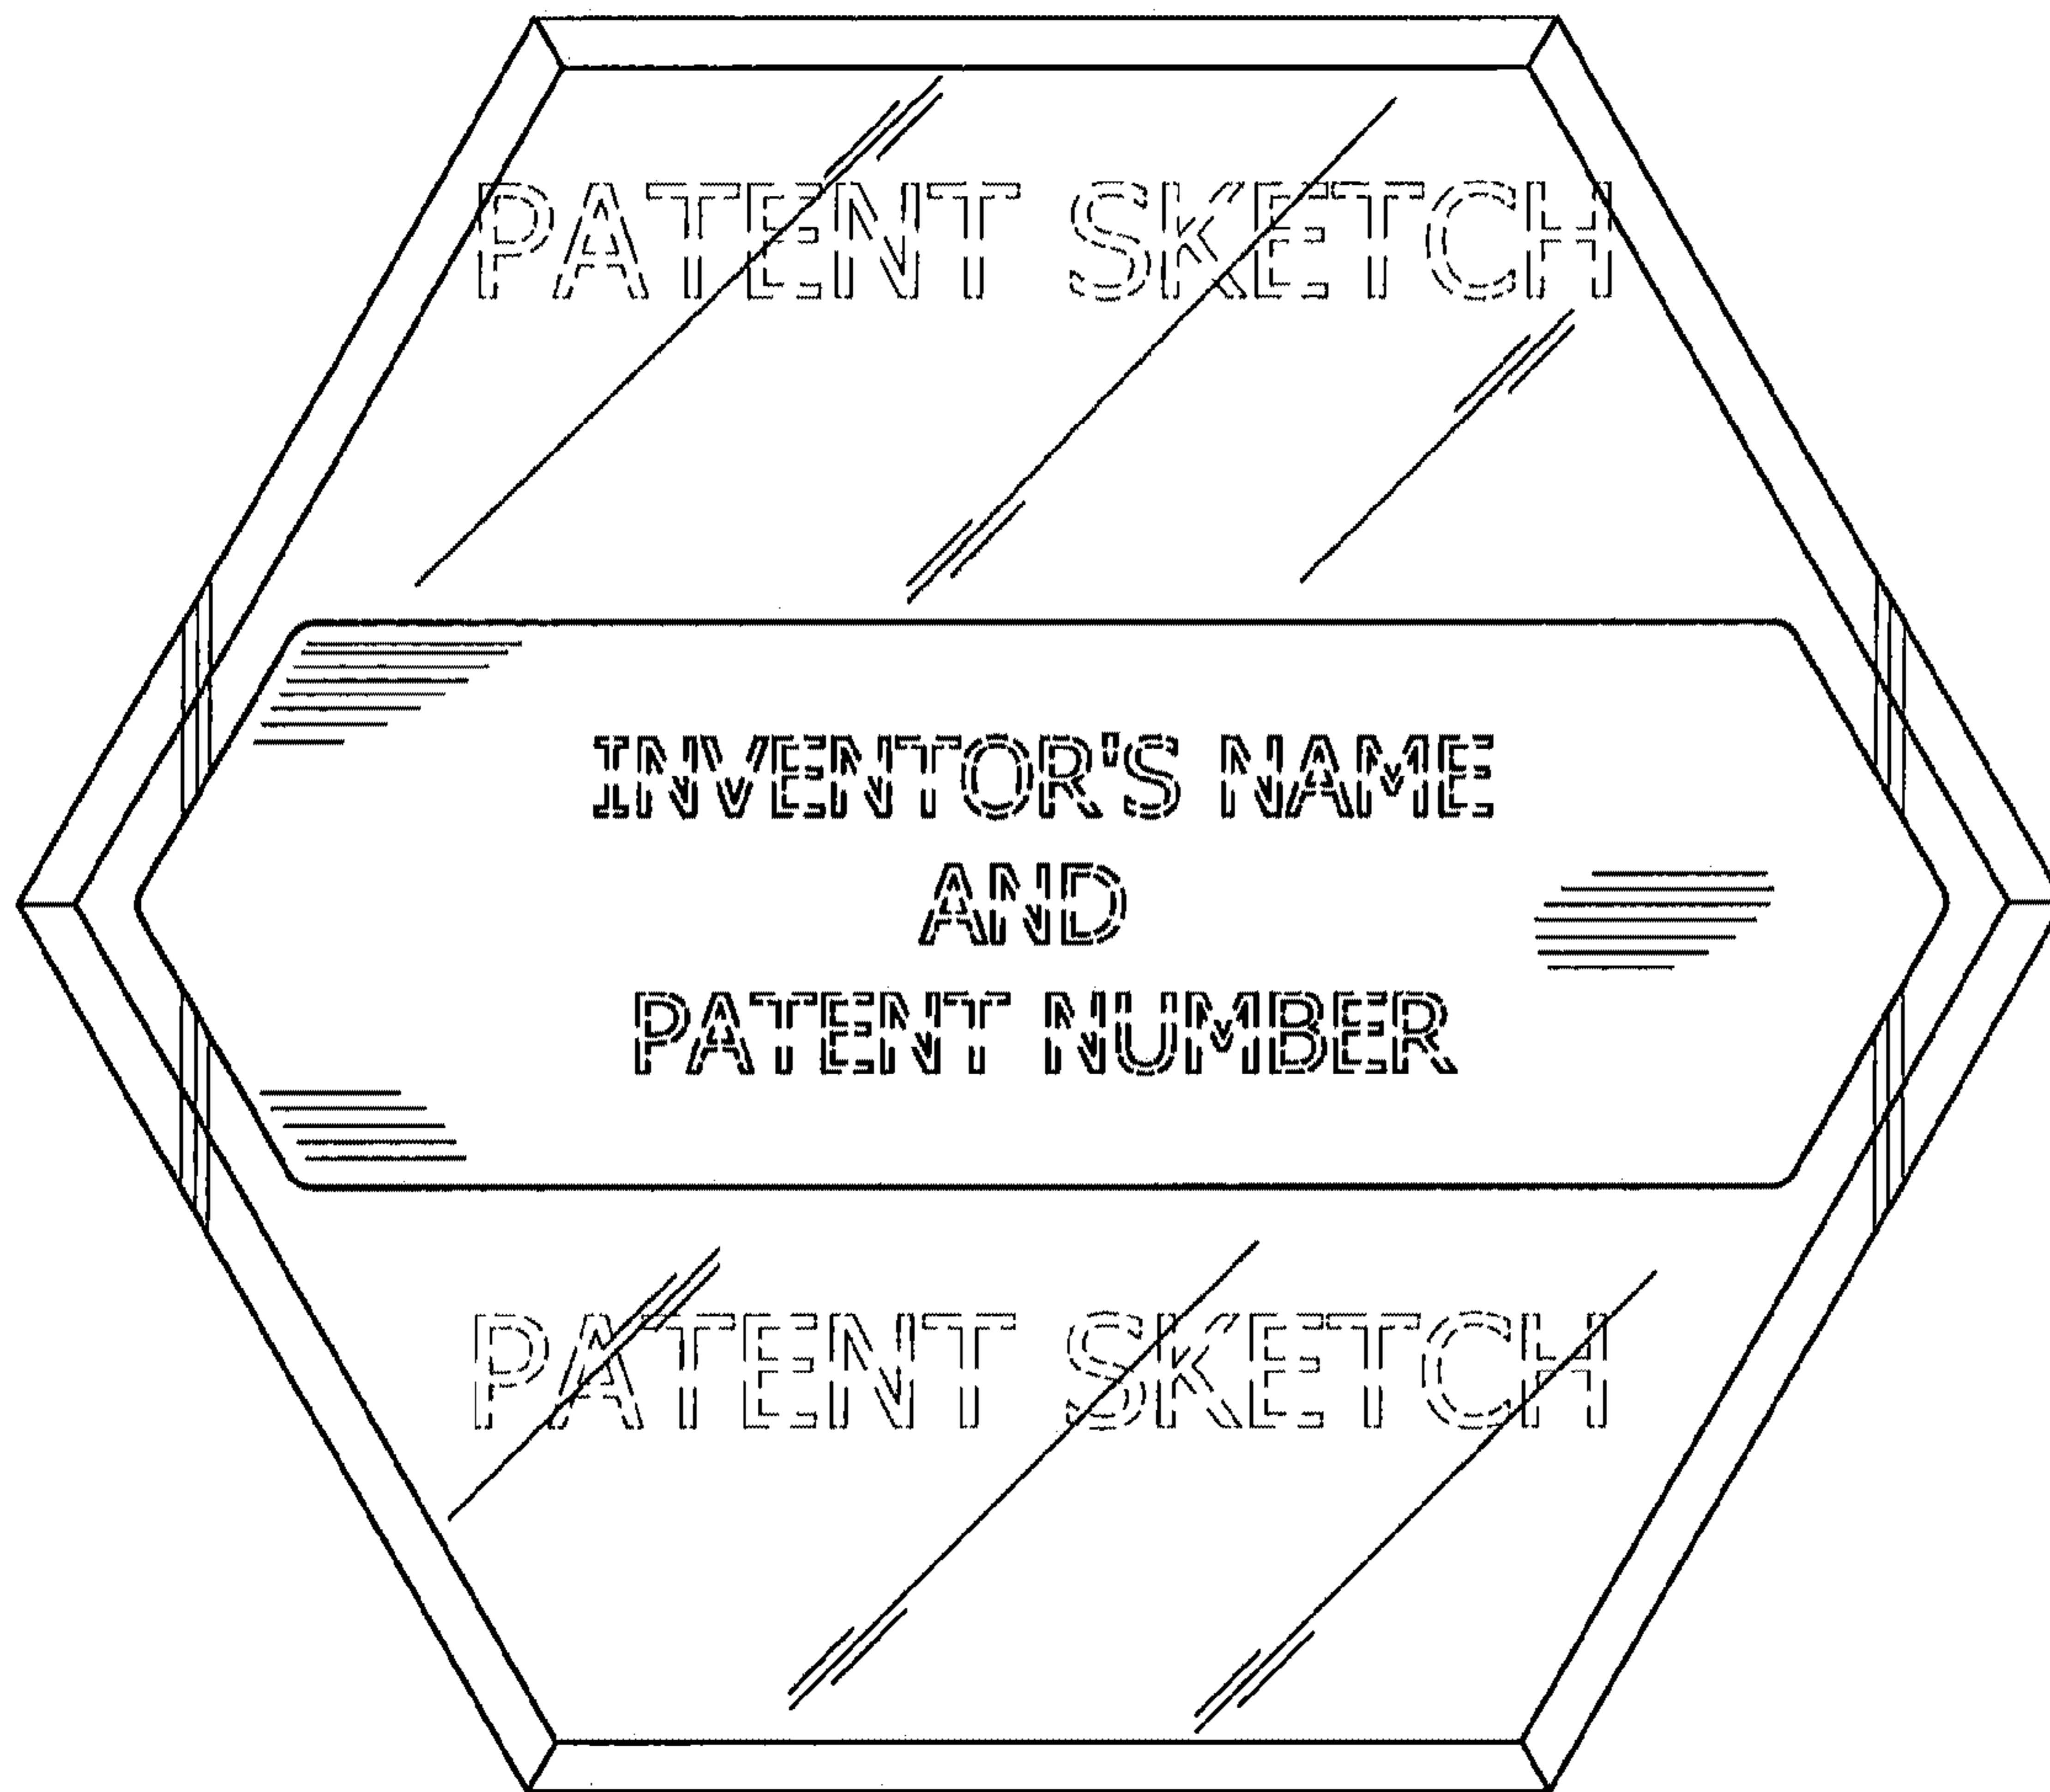 PATENT SKETCH
INVENTOR'S NAME
AND
PATENT NUMBER
PATENT SKETCH